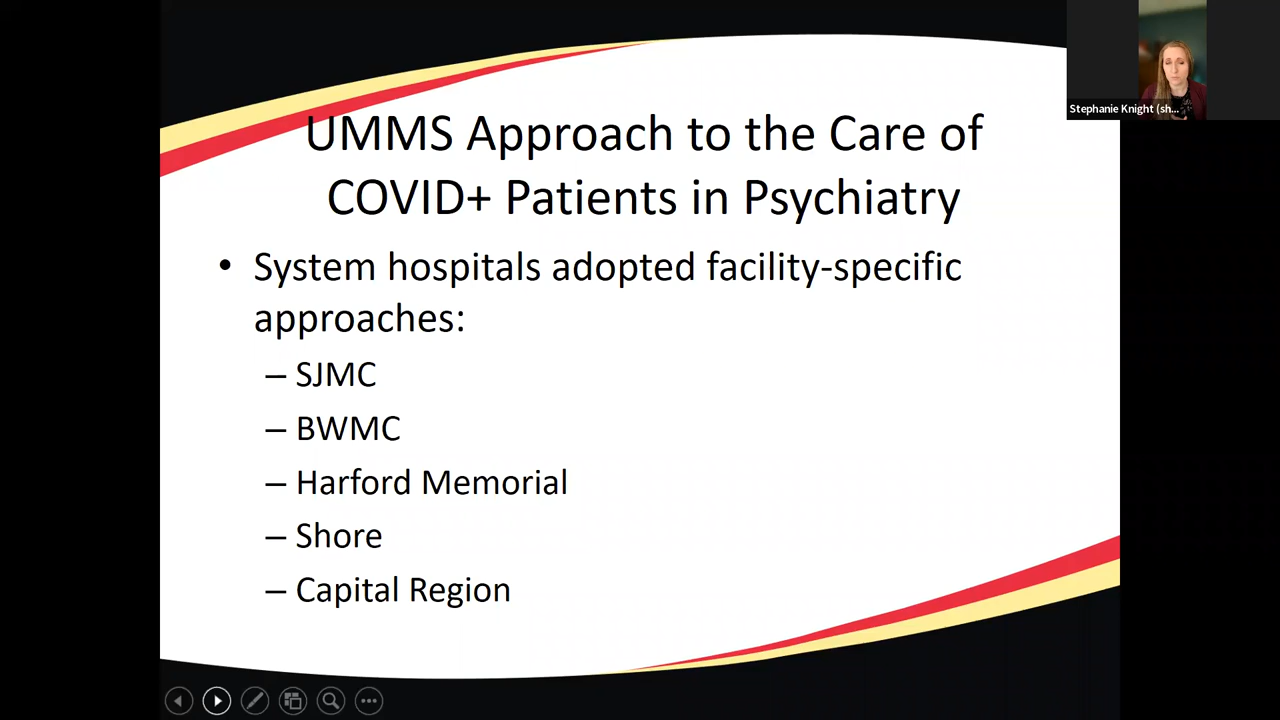 Stephanie Knight (sh...
UMMS Approach to the Care of
COVID+ Patients in Psychiatry
• System hospitals adopted facility-specific
approaches:
– SJMC
– BWMC
– Harford Memorial
– Shore
– Capital Region